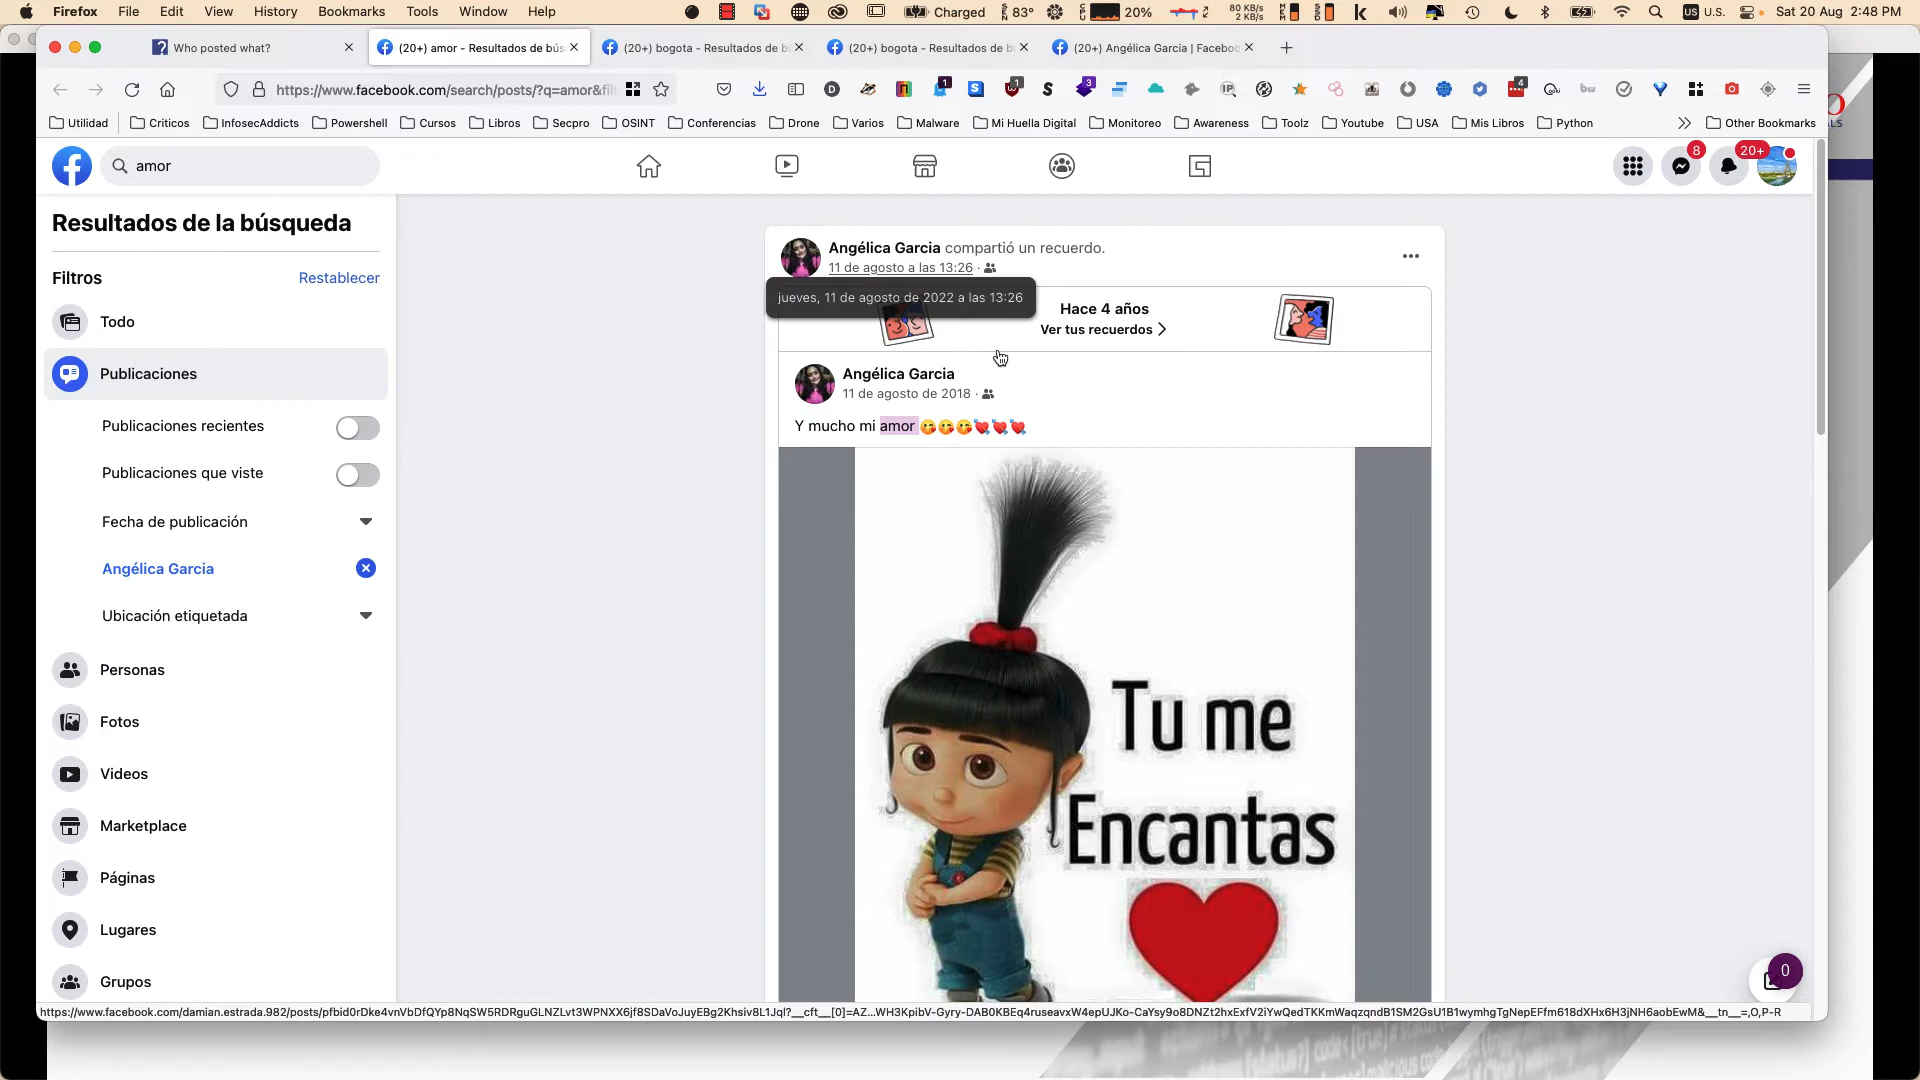 Firefox File Edit View History Bookmarks Tools Window Help Charged 83° 20% 80 KB/s 2 KB/s U.S. Sat 20 Aug 2:48 PM
Who posted what?
(20+) amor - Resultados de bús
(20+) bogota - Resultados de b
(20+) bogota - Resultados de b
(20+) Angélica Garcia | Faceboo
https://www.facebook.com/search/posts/?q=amor&fil
Utilidad Criticos InfosecAddicts Powershell Cursos Libros Secpro OSINT Conferencias Drone Varios Malware Mi Huella Digital Monitoreo Awareness Toolz Youtube USA Mis Libros Python Other Bookmarks
amor
8
20+
Resultados de la búsqueda
Filtros
Restablecer
Todo
Publicaciones
Publicaciones recientes
Publicaciones que viste
Fecha de publicación
Angélica Garcia
Ubicación etiquetada
Personas
Fotos
Videos
Marketplace
Páginas
Lugares
Grupos
Angélica Garcia compartió un recuerdo.
11 de agosto a las 13:26 ·
jueves, 11 de agosto de 2022 a las 13:26
Hace 4 años
Ver tus recuerdos
Angélica Garcia
11 de agosto de 2018 ·
Y mucho mi amor 😋😋😋💘💘💘
Tu me
Encantas
0